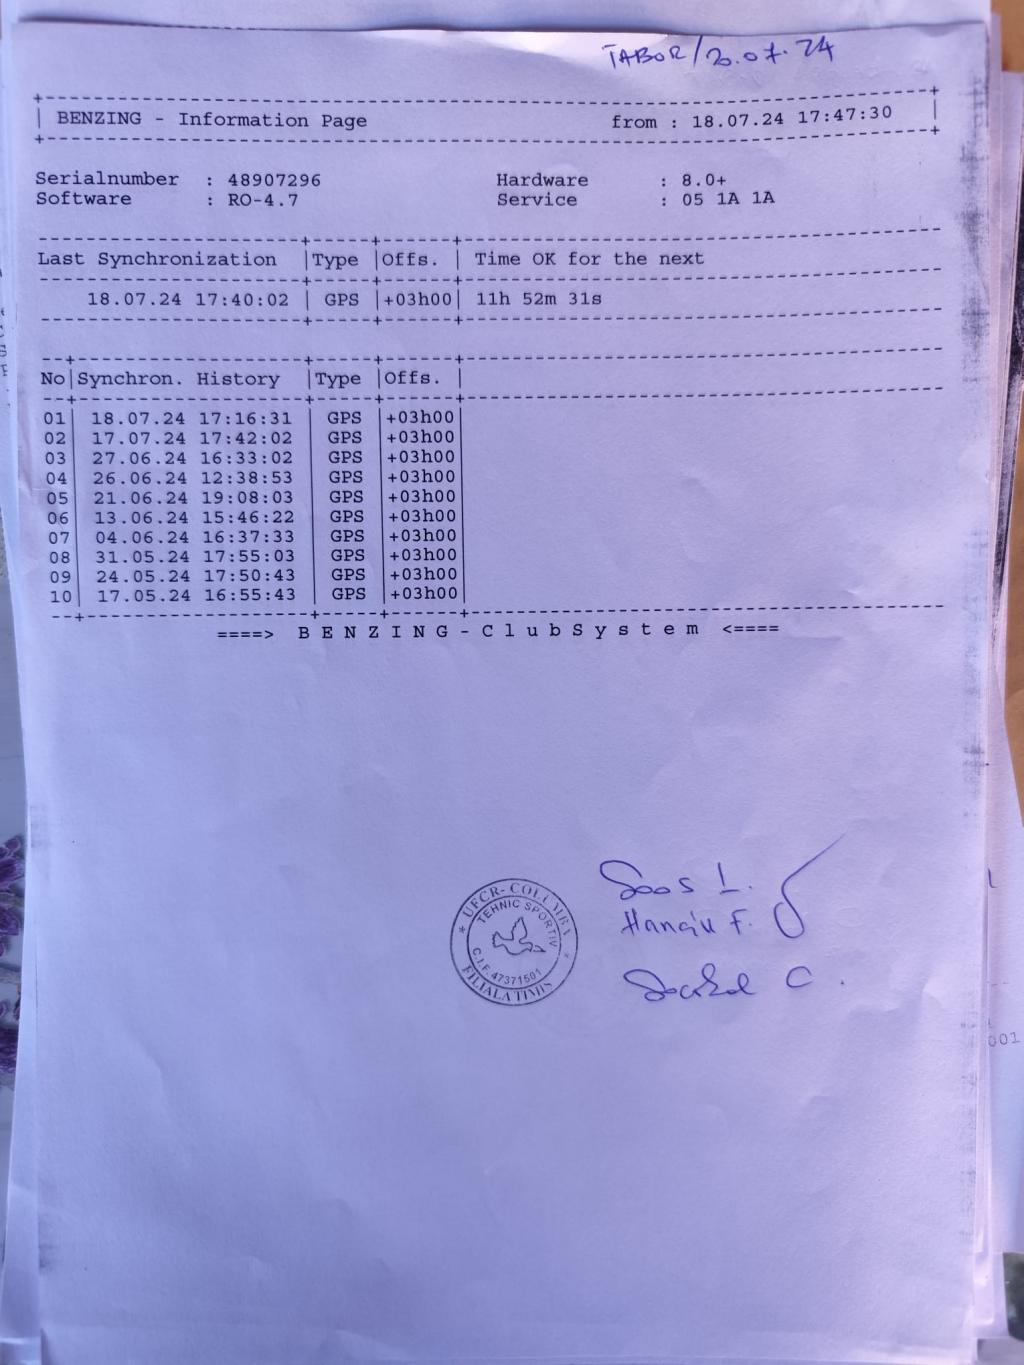 TABOR/20.07.24
BENZING - Information Page from : 18.07.24 17:47:30
Serialnumber : 48907296 Hardware : 8.0+
Software : RO-4.7 Service : 05 1A 1A
Last Synchronization |Type |Offs. | Time OK for the next
18.07.24 17:40:02 | GPS |+03h00| 11h 52m 31s
No|Synchron. History |Type |Offs. |
01| 18.07.24 17:16:31 | GPS |+03h00|
02| 17.07.24 17:42:02 | GPS |+03h00|
03| 27.06.24 16:33:02 | GPS |+03h00|
04| 26.06.24 12:38:53 | GPS |+03h00|
05| 21.06.24 19:08:03 | GPS |+03h00|
06| 13.06.24 15:46:22 | GPS |+03h00|
07| 04.06.24 16:37:33 | GPS |+03h00|
08| 31.05.24 17:55:03 | GPS |+03h00|
09| 24.05.24 17:50:43 | GPS |+03h00|
10| 17.05.24 16:55:43 | GPS |+03h00|
====> B E N Z I N G - C l u b S y s t e m <====
UFCR-COLUMBA
TEHNIC SPORTIV
C.I.F. 47371501
FILIALA TIMIS
Soos L.
Hanciu F.
C.
001